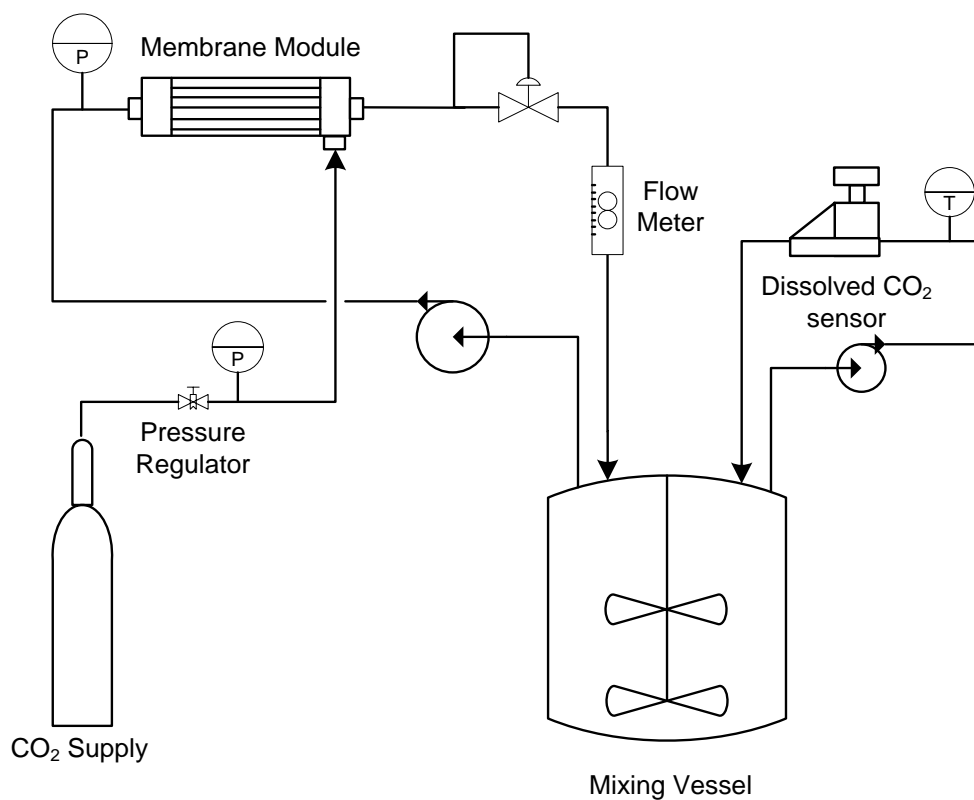 P
Membrane Module
Flow
Meter
T
Dissolved CO₂
sensor
P
Pressure
Regulator
CO₂ Supply
Mixing Vessel